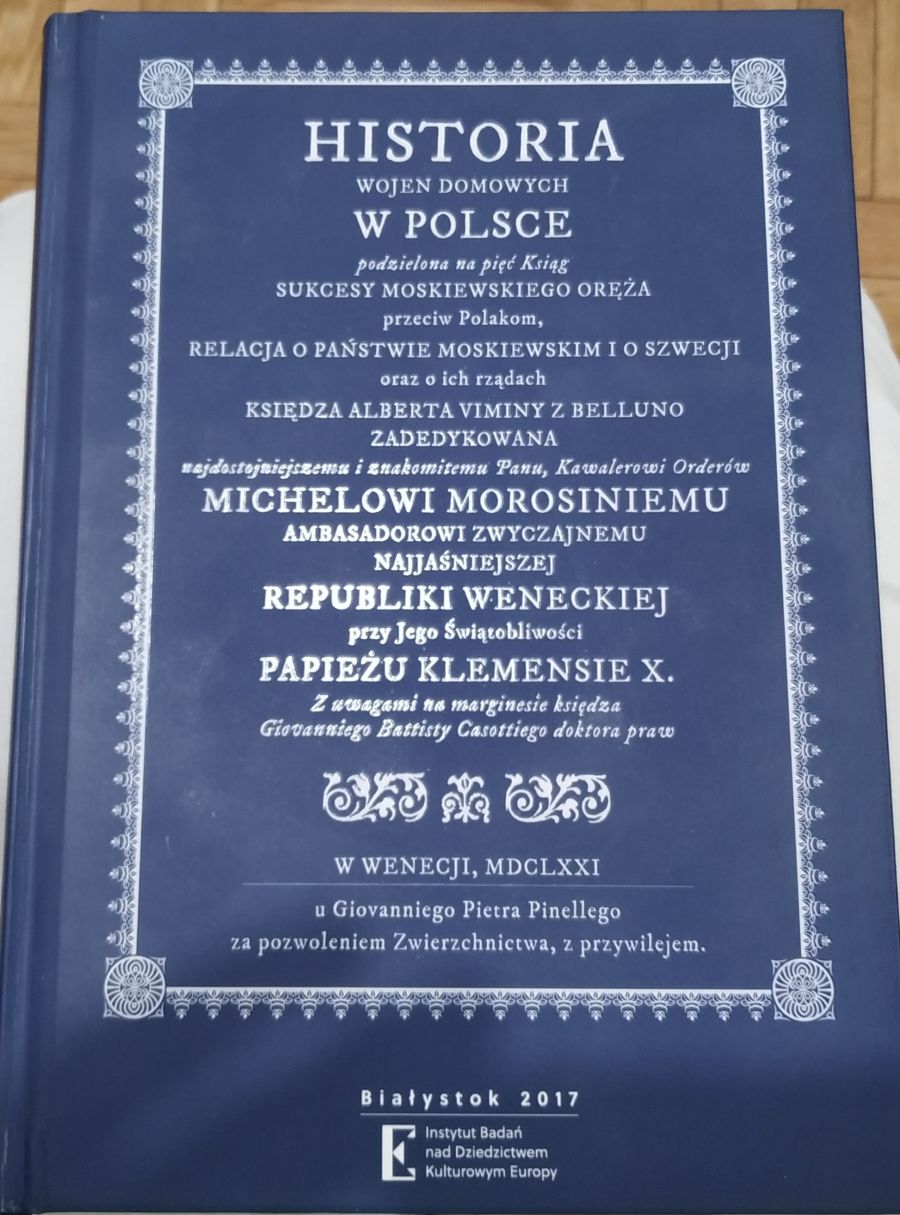 HISTORIA
WOJEN DOMOWYCH
W POLSCE
podzielona na pięć Ksiąg
SUKCESY MOSKIEWSKIEGO ORĘŻA
przeciw Polakom,
RELACJA O PAŃSTWIE MOSKIEWSKIM I O SZWECJI
oraz o ich rządach
KSIĘDZA ALBERTA VIMINY Z BELLUNO
ZADEDYKOWANA
najdostojniejszemu i znakomitemu Panu, Kawalerowi Orderów
MICHELOWI MOROSINIEMU
AMBASADOROWI ZWYCZAJNEMU
NAJJAŚNIEJSZEJ
REPUBLIKI WENECKIEJ
przy Jego Świątobliwości
PAPIEŻU KLEMENSIE X.
Z uwagami na marginesie księdza
Giovanniego Battisty Casottiego doktora praw
W WENECJI, MDCLXXI
u Giovanniego Pietra Pinellego
za pozwoleniem Zwierzchnictwa, z przywilejem.
Białystok 2017
Instytut Badań
nad Dziedzictwem
Kulturowym Europy